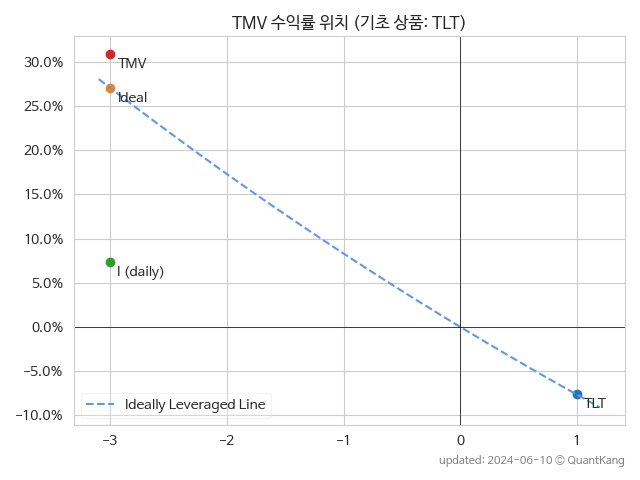 TMV 수익률 위치 (기초 상품: TLT)
30.0%
25.0%
20.0%
15.0%
10.0%
5.0%
0.0%
−5.0%
−10.0%
TMV
Ideal
I (daily)
TLT
Ideally Leveraged Line
−3 −2 −1 0 1
updated: 2024-06-10 © QuantKang